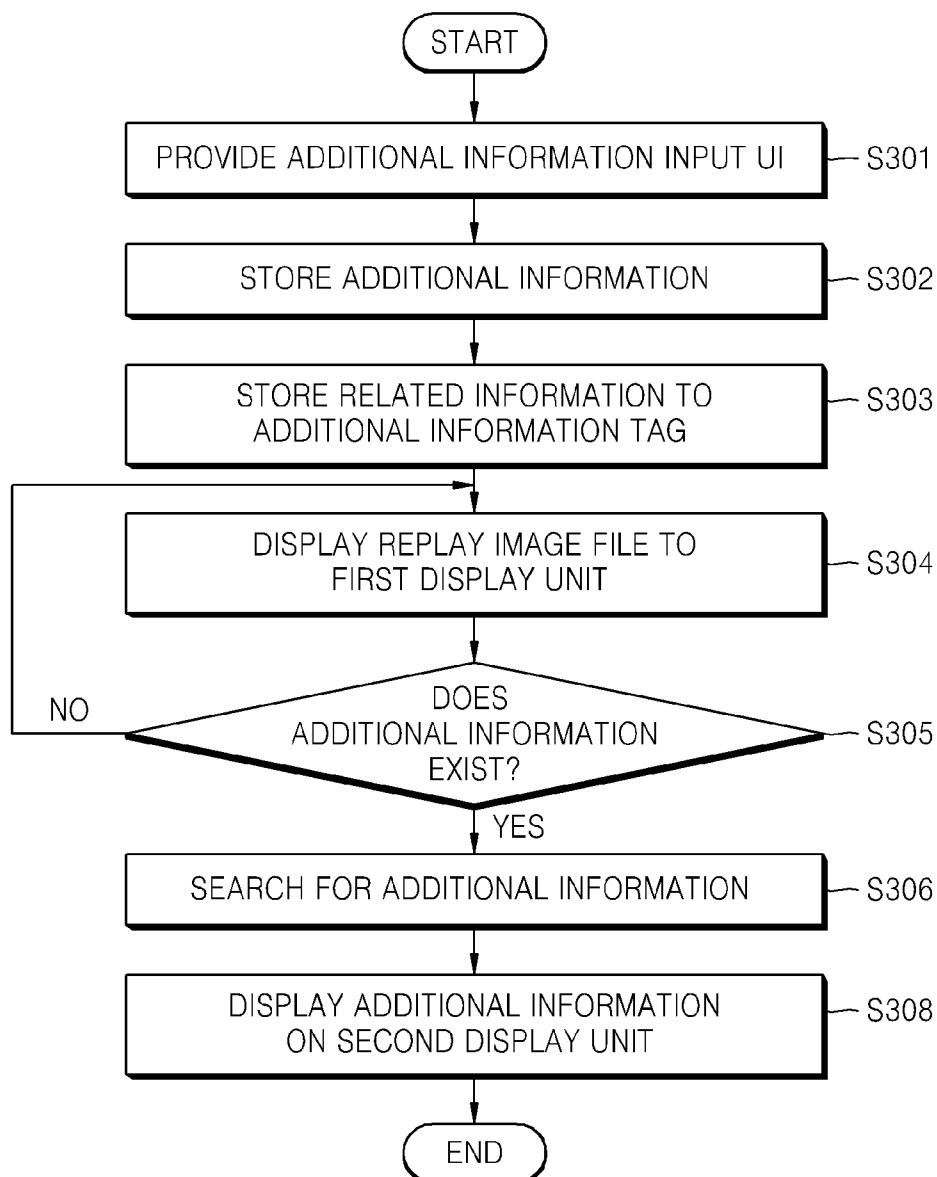 START
PROVIDE ADDITIONAL INFORMATION INPUT UI
S301
STORE ADDITIONAL INFORMATION
S302
STORE RELATED INFORMATION TO
ADDITIONAL INFORMATION TAG
S303
DISPLAY REPLAY IMAGE FILE TO
FIRST DISPLAY UNIT
S304
NO
DOES
ADDITIONAL INFORMATION
EXIST?
S305
YES
SEARCH FOR ADDITIONAL INFORMATION
S306
DISPLAY ADDITIONAL INFORMATION
ON SECOND DISPLAY UNIT
S308
END